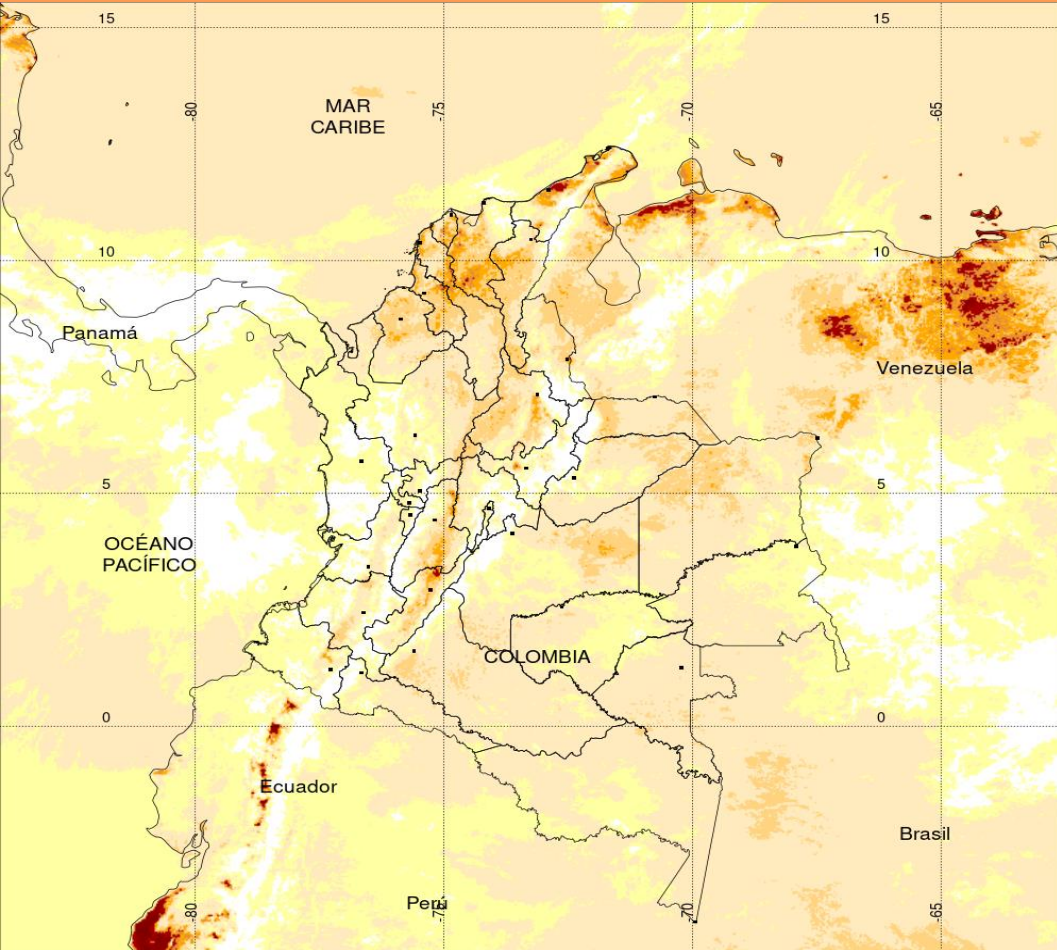 15
15
-80
-75
-70
-65
MAR
CARIBE
10
10
Panamá
Venezuela
5
5
OCÉANO
PACÍFICO
COLOMBIA
0
0
Ecuador
Brasil
Perú
-80
-75
-70
-65